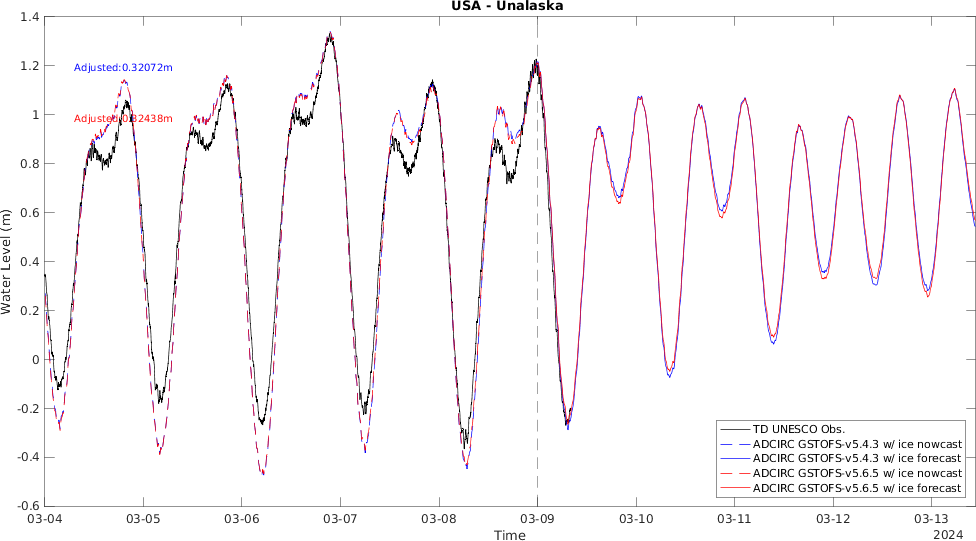 USA - Unalaska
1.4
1.2
1
0.8
0.6
0.4
0.2
0
-0.2
-0.4
-0.6
Water Level (m)
Adjusted:0.32072m
Adjusted:0.32438m
TD UNESCO Obs.
ADCIRC GSTOFS-v5.4.3 w/ ice nowcast
ADCIRC GSTOFS-v5.4.3 w/ ice forecast
ADCIRC GSTOFS-v5.6.5 w/ ice nowcast
ADCIRC GSTOFS-v5.6.5 w/ ice forecast
03-04 03-05 03-06 03-07 03-08 03-09 03-10 03-11 03-12 03-13
Time
2024